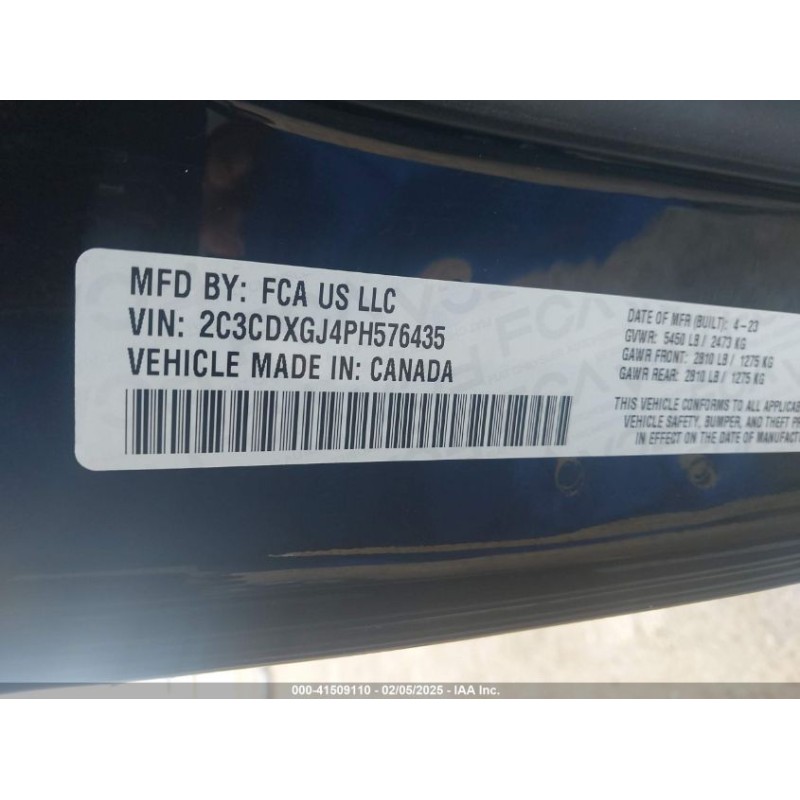 MFD BY: FCA US LLC
VIN: 2C3CDXGJ4PH576435
VEHICLE MADE IN: CANADA
DATE OF MFR (BUILT): 4-23
GVWR: 5450 LB / 2473 KG
GAWR FRONT: 2810 LB / 1275 KG
GAWR REAR: 2810 LB / 1275 KG
THIS VEHICLE CONFORMS TO ALL
VEHICLE SAFETY, BUMPER, AND THEFT
IN EFFECT ON THE DATE OF
000-41509110 — 02/05/2025 - IAA Inc.